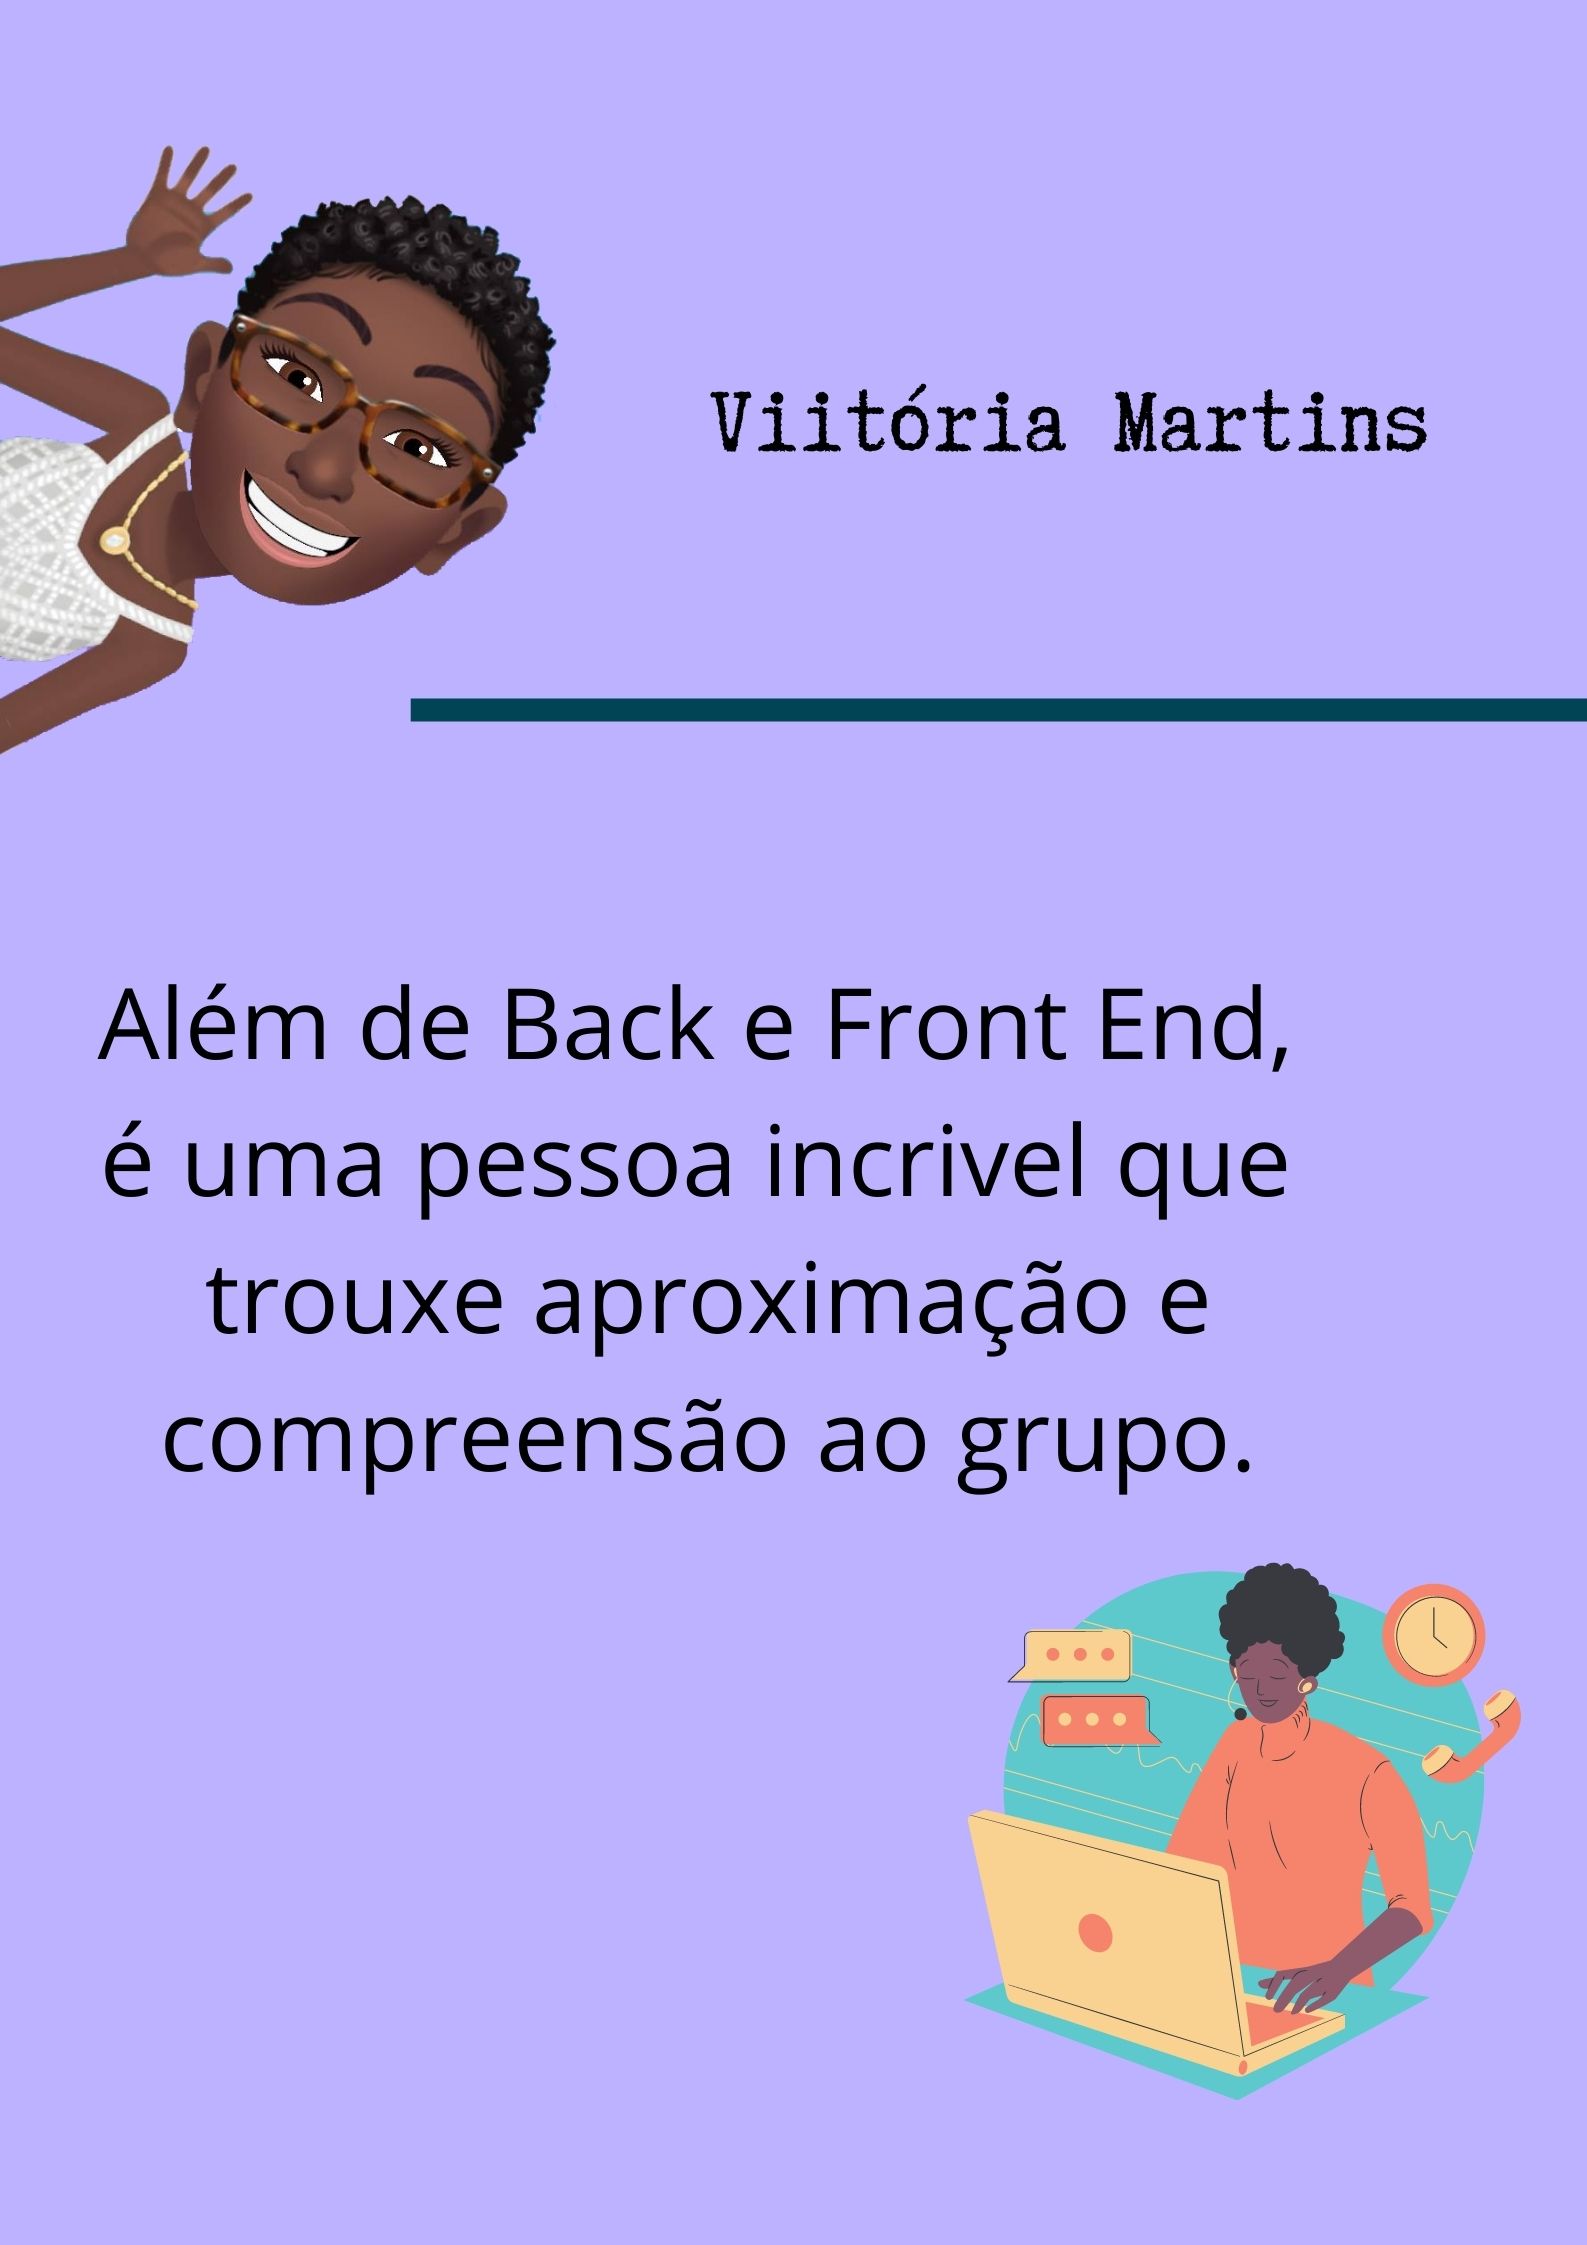 Viitória Martins
Além de Back e Front End,
é uma pessoa incrivel que
trouxe aproximação e
compreensão ao grupo.